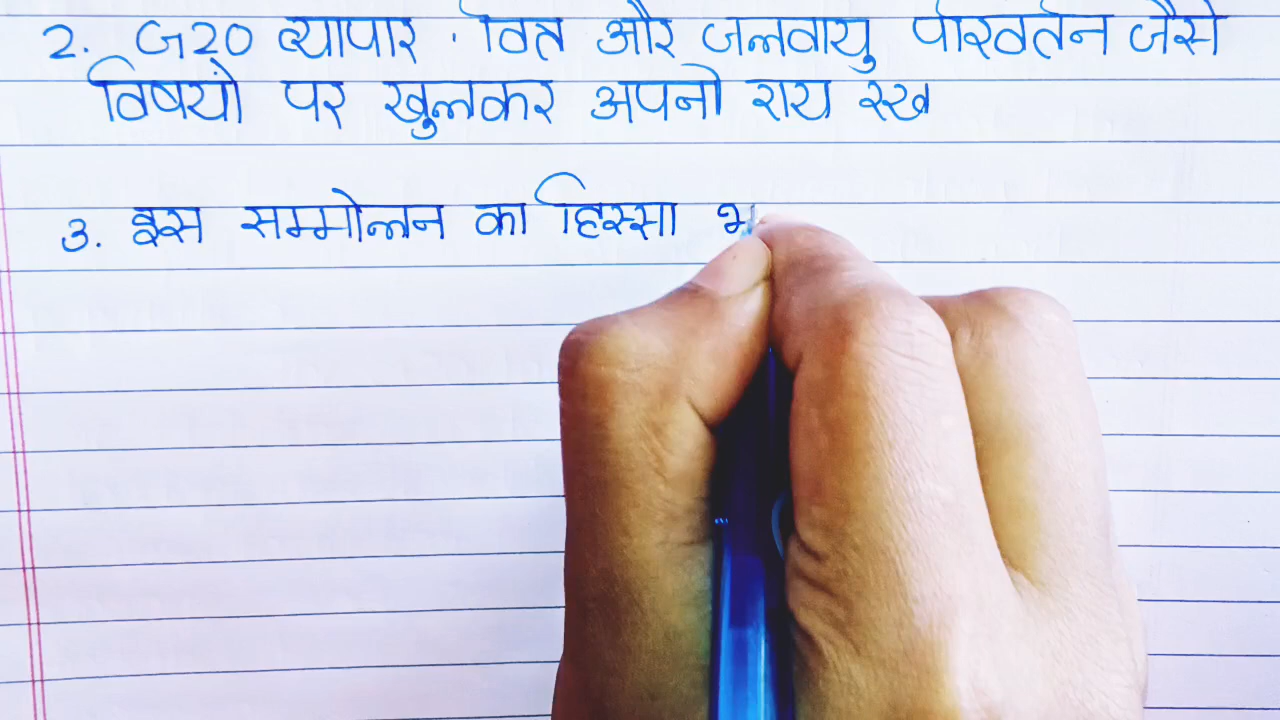 2. G20 व्यापार, वित और जलवायु परिवर्तन जैसे
विषयों पर खुलकर अपनी राय रख
3. इस सम्मेलन का हिस्सा भ